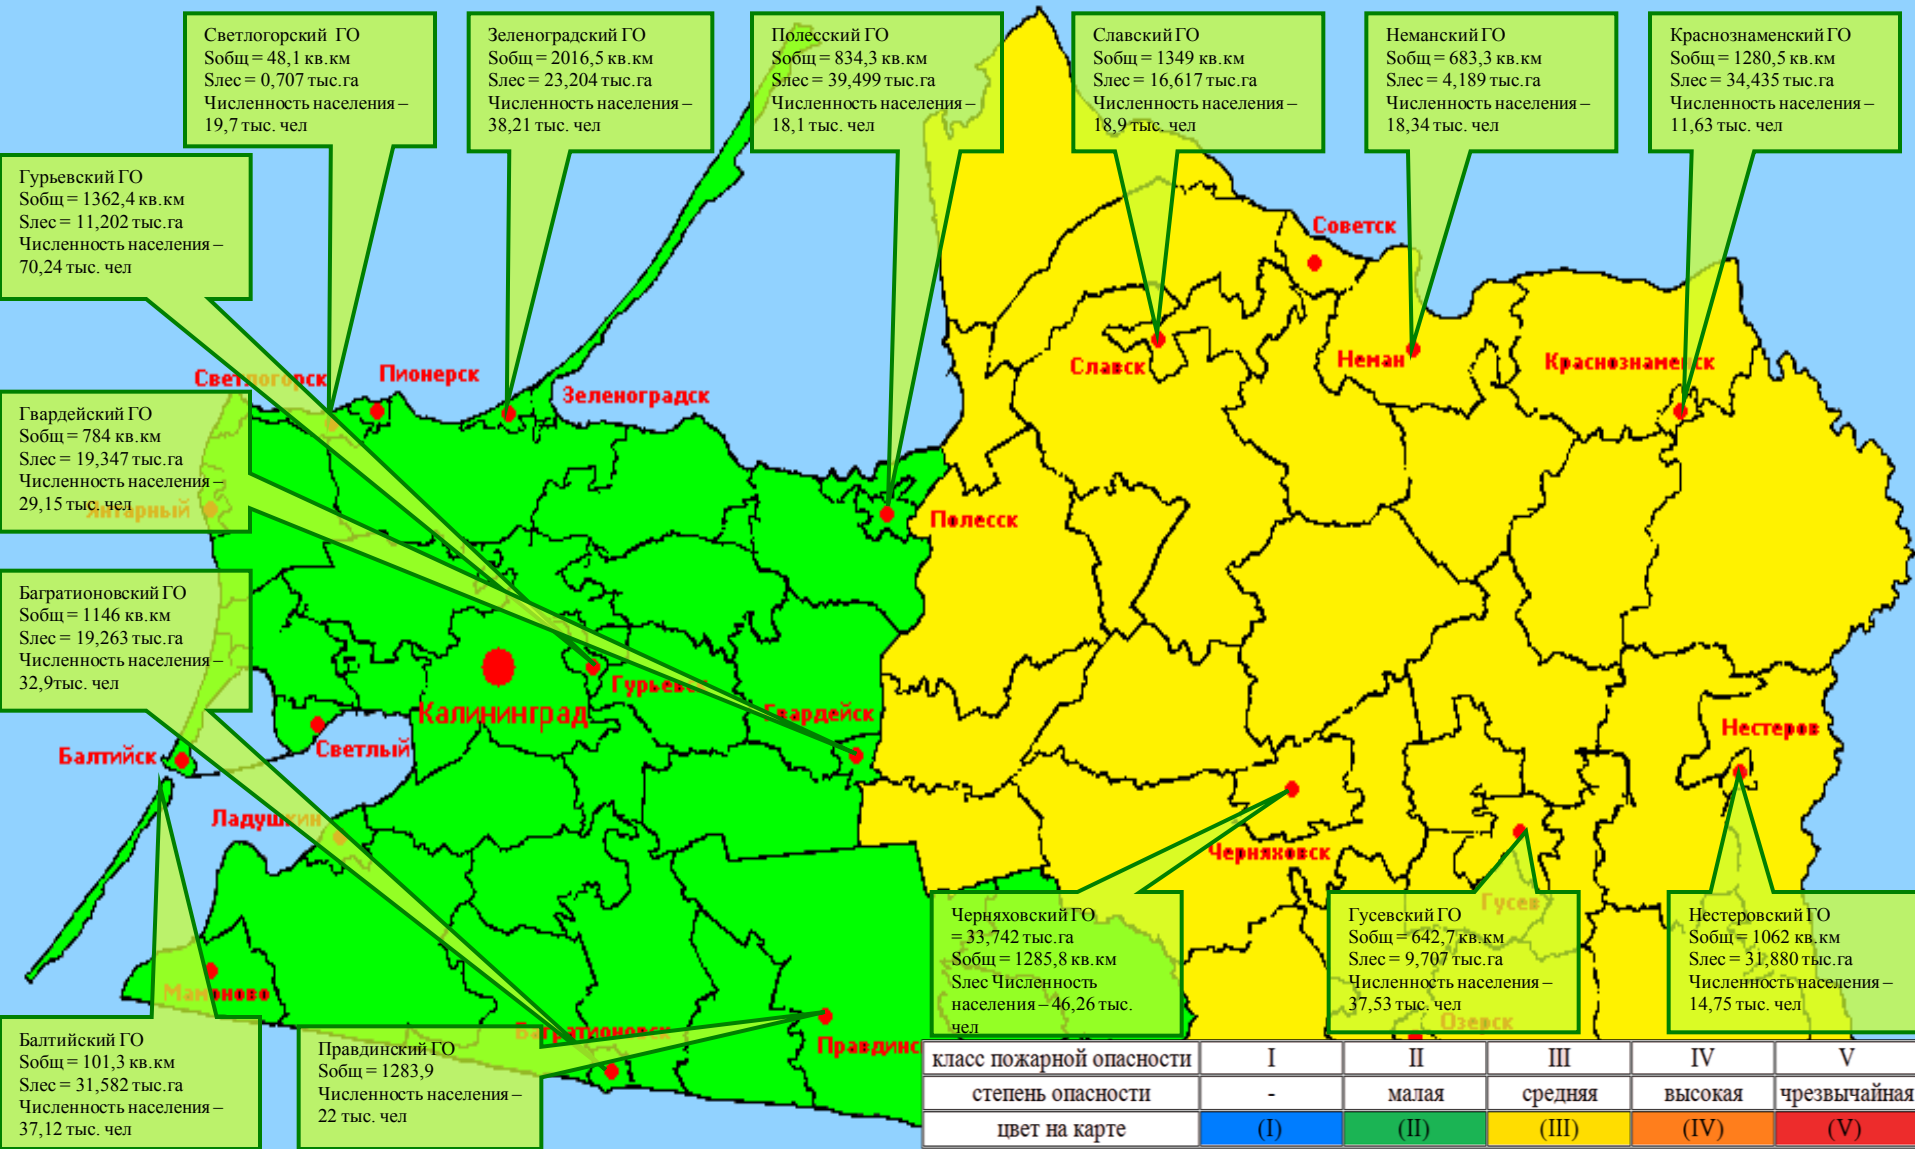 Светлогорский ГО
Sобщ = 48,1 кв.км
Sлес = 0,707 тыс.га
Численность населения –
19,7 тыс. чел
Зеленоградский ГО
Sобщ = 2016,5 кв.км
Sлес = 23,204 тыс.га
Численность населения –
38,21 тыс. чел
Полесский ГО
Sобщ = 834,3 кв.км
Sлес = 39,499 тыс.га
Численность населения –
18,1 тыс. чел
Славский ГО
Sобщ = 1349 кв.км
Sлес = 16,617 тыс.га
Численность населения –
18,9 тыс. чел
Неманский ГО
Sобщ = 683,3 кв.км
Sлес = 4,189 тыс.га
Численность населения –
18,34 тыс. чел
Краснознаменский ГО
Sобщ = 1280,5 кв.км
Sлес = 34,435 тыс.га
Численность населения –
11,63 тыс. чел
Гурьевский ГО
Sобщ = 1362,4 кв.км
Sлес = 11,202 тыс.га
Численность населения –
70,24 тыс. чел
Советск
Славск
Неман
Краснознаменск
Светлогорск
Пионерск
Зеленоградск
Гвардейский ГО
Sобщ = 784 кв.км
Sлес = 19,347 тыс.га
Численность населения –
29,15 тыс. чел
Янтарный
Полесск
Багратионовский ГО
Sобщ = 1146 кв.км
Sлес = 19,263 тыс.га
Численность населения –
32,9тыс. чел
Гурьевск
Калининград
Гвардейск
Нестеров
Балтийск
Светлый
Ладушкин
Черняховск
Гусев
Мамоново
Багратионовск
Правдинс
Озерск
Черняховский ГО
= 33,742 тыс.га
Sобщ = 1285,8 кв.км
Sлес Численность
населения – 46,26 тыс.
чел
Гусевский ГО
Sобщ = 642,7 кв.км
Sлес = 9,707 тыс.га
Численность населения –
37,53 тыс. чел
Нестеровский ГО
Sобщ = 1062 кв.км
Sлес = 31,880 тыс.га
Численность населения –
14,75 тыс. чел
Балтийский ГО
Sобщ = 101,3 кв.км
Sлес = 31,582 тыс.га
Численность населения –
37,12 тыс. чел
Правдинский ГО
Sобщ = 1283,9
Численность населения –
22 тыс. чел
класс пожарной опасности I II III IV V
степень опасности - малая средняя высокая чрезвычайная
цвет на карте (I) (II) (III) (IV) (V)